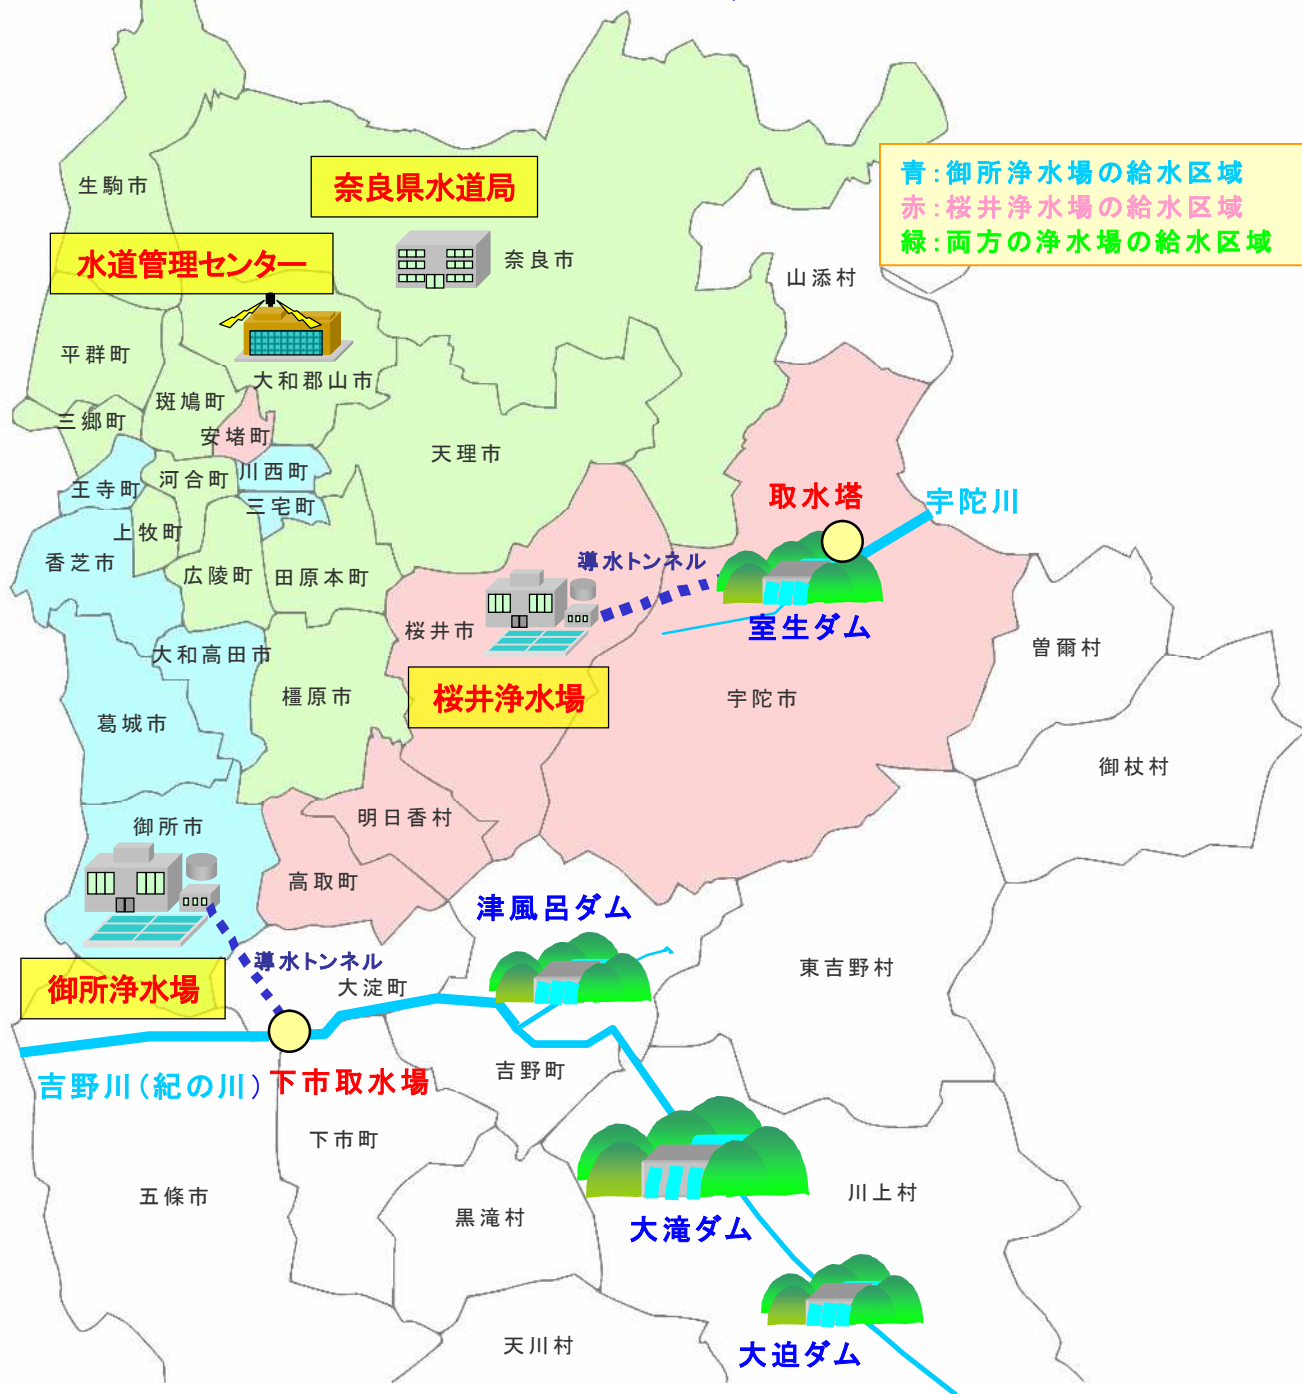 生駒市
奈良県水道局
青:御所浄水場の給水区域
赤:桜井浄水場の給水区域
緑:両方の浄水場の給水区域
水道管理センター
奈良市
山添村
平群町
大和郡山市
斑鳩町
三郷町
安堵町
天理市
川西町
河合町
王寺町
三宅町
取水塔
宇陀川
上牧町
香芝市
導水トンネル
広陵町
田原本町
桜井市
室生ダム
曽爾村
大和高田市
橿原市
桜井浄水場
宇陀市
葛城市
御杖村
明日香村
御所市
高取町
津風呂ダム
導水トンネル
東吉野村
御所浄水場
大淀町
吉野町
吉野川(紀の川)
下市取水場
下市町
五條市
川上村
黒滝村
大滝ダム
天川村
大迫ダム